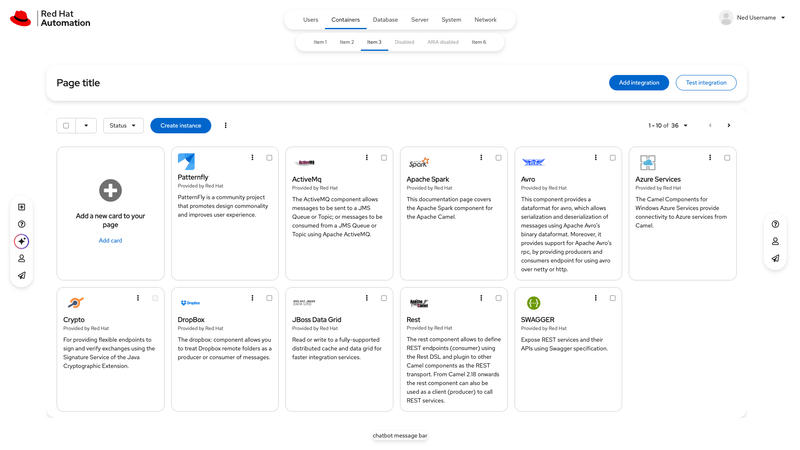 Red Hat
Automation
Users
Containers
Database
Server
System
Network
Ned Username
Item 1
Item 2
Item 3
Disabled
ARIA disabled
Item 6
Page title
Add integration
Test integration
Status
Create instance
1 - 10 of 36
Add a new card to your
page
Add card
Patternfly
Provided by Red Hat
PatternFly is a community project
that promotes design commonality
and improves user experience.
ActiveMQ
ActiveMq
Provided by Red Hat
The ActiveMQ component allows
messages to be sent to a JMS
Queue or Topic; or messages to be
consumed from a JMS Queue or
Topic using Apache ActiveMQ.
Spark
Apache Spark
Provided by Red Hat
This documentation page covers
the Apache Spark component for
the Apache Camel.
Avro
Provided by Red Hat
This component provides a
dataformat for avro, which allows
serialization and deserialization of
messages using Apache Avro's
binary dataformat. Moreover, it
provides support for Apache Avro's
rpc, by providing producers and
consumers endpoint for using avro
over netty or http.
Azure Services
Provided by Red Hat
The Camel Components for
Windows Azure Services provide
connectivity to Azure services from
Camel.
Crypto
Provided by Red Hat
For providing flexible endpoints to
sign and verify exchanges using the
Signature Service of the Java
Cryptographic Extension.
Dropbox
DropBox
Provided by Red Hat
The dropbox: component allows you
to treat Dropbox remote folders as a
producer or consumer of messages.
JBoss Data Grid
Provided by Red Hat
Read or write to a fully-supported
distributed cache and data grid for
faster integration services.
Apache
Camel
Rest
Provided by Red Hat
The rest component allows to define
REST endpoints (consumer) using
the Rest DSL and plugin to other
Camel components as the REST
transport. From Camel 2.18 onwards
the rest component can also be
used as a client (producer) to call
REST services.
SWAGGER
Provided by Red Hat
Expose REST services and their
APIs using Swagger specification.
chatbot message bar